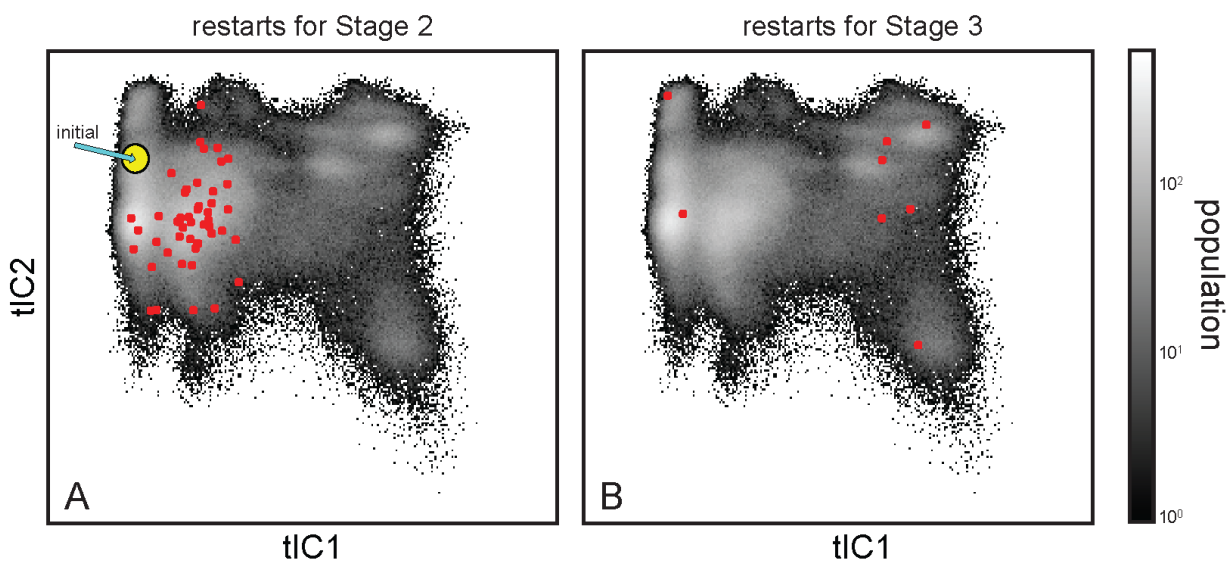 restarts for Stage 2
restarts for Stage 3
initial
tIC2
A
tIC1
B
tIC1
10²
10¹
10⁰
population